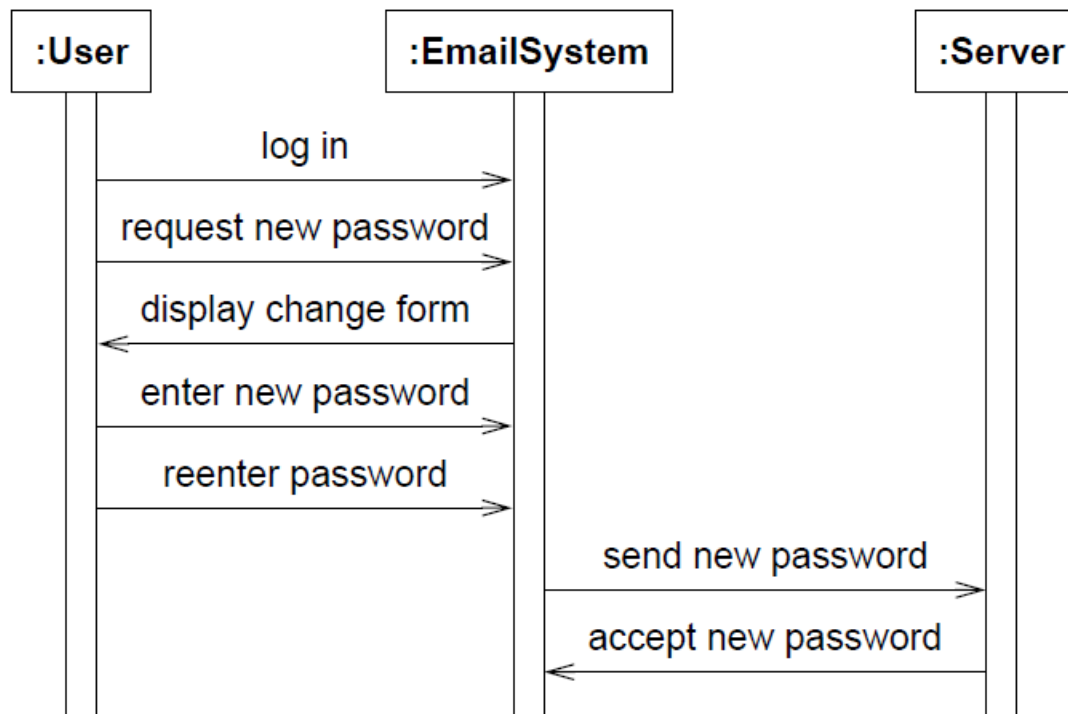 :User
:EmailSystem
:Server
log in
request new password
display change form
enter new password
reenter password
send new password
accept new password